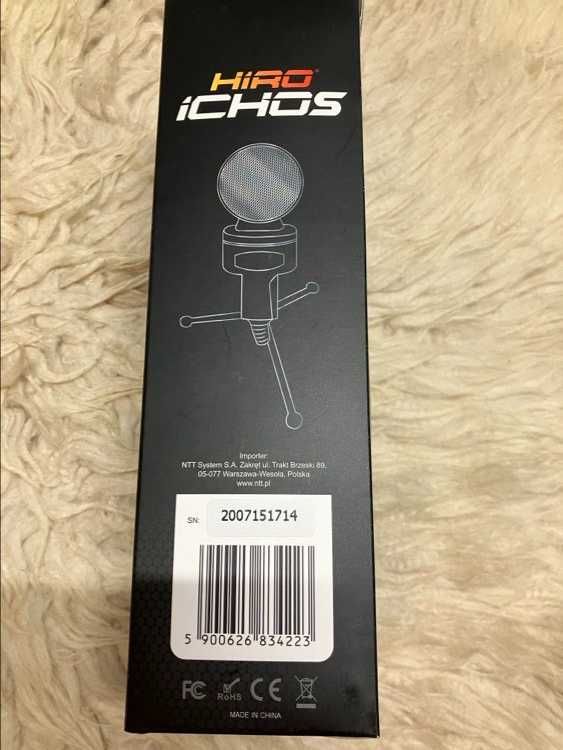 HIRO
iCHOS
Importer:
NTT System S.A. Zakręt ul. Trakt Brzeski 89,
05-077 Warszawa-Wesoła, Polska
www.ntt.pl
SN: 2007151714
5 900626 834223
FC RoHS CE
MADE IN CHINA